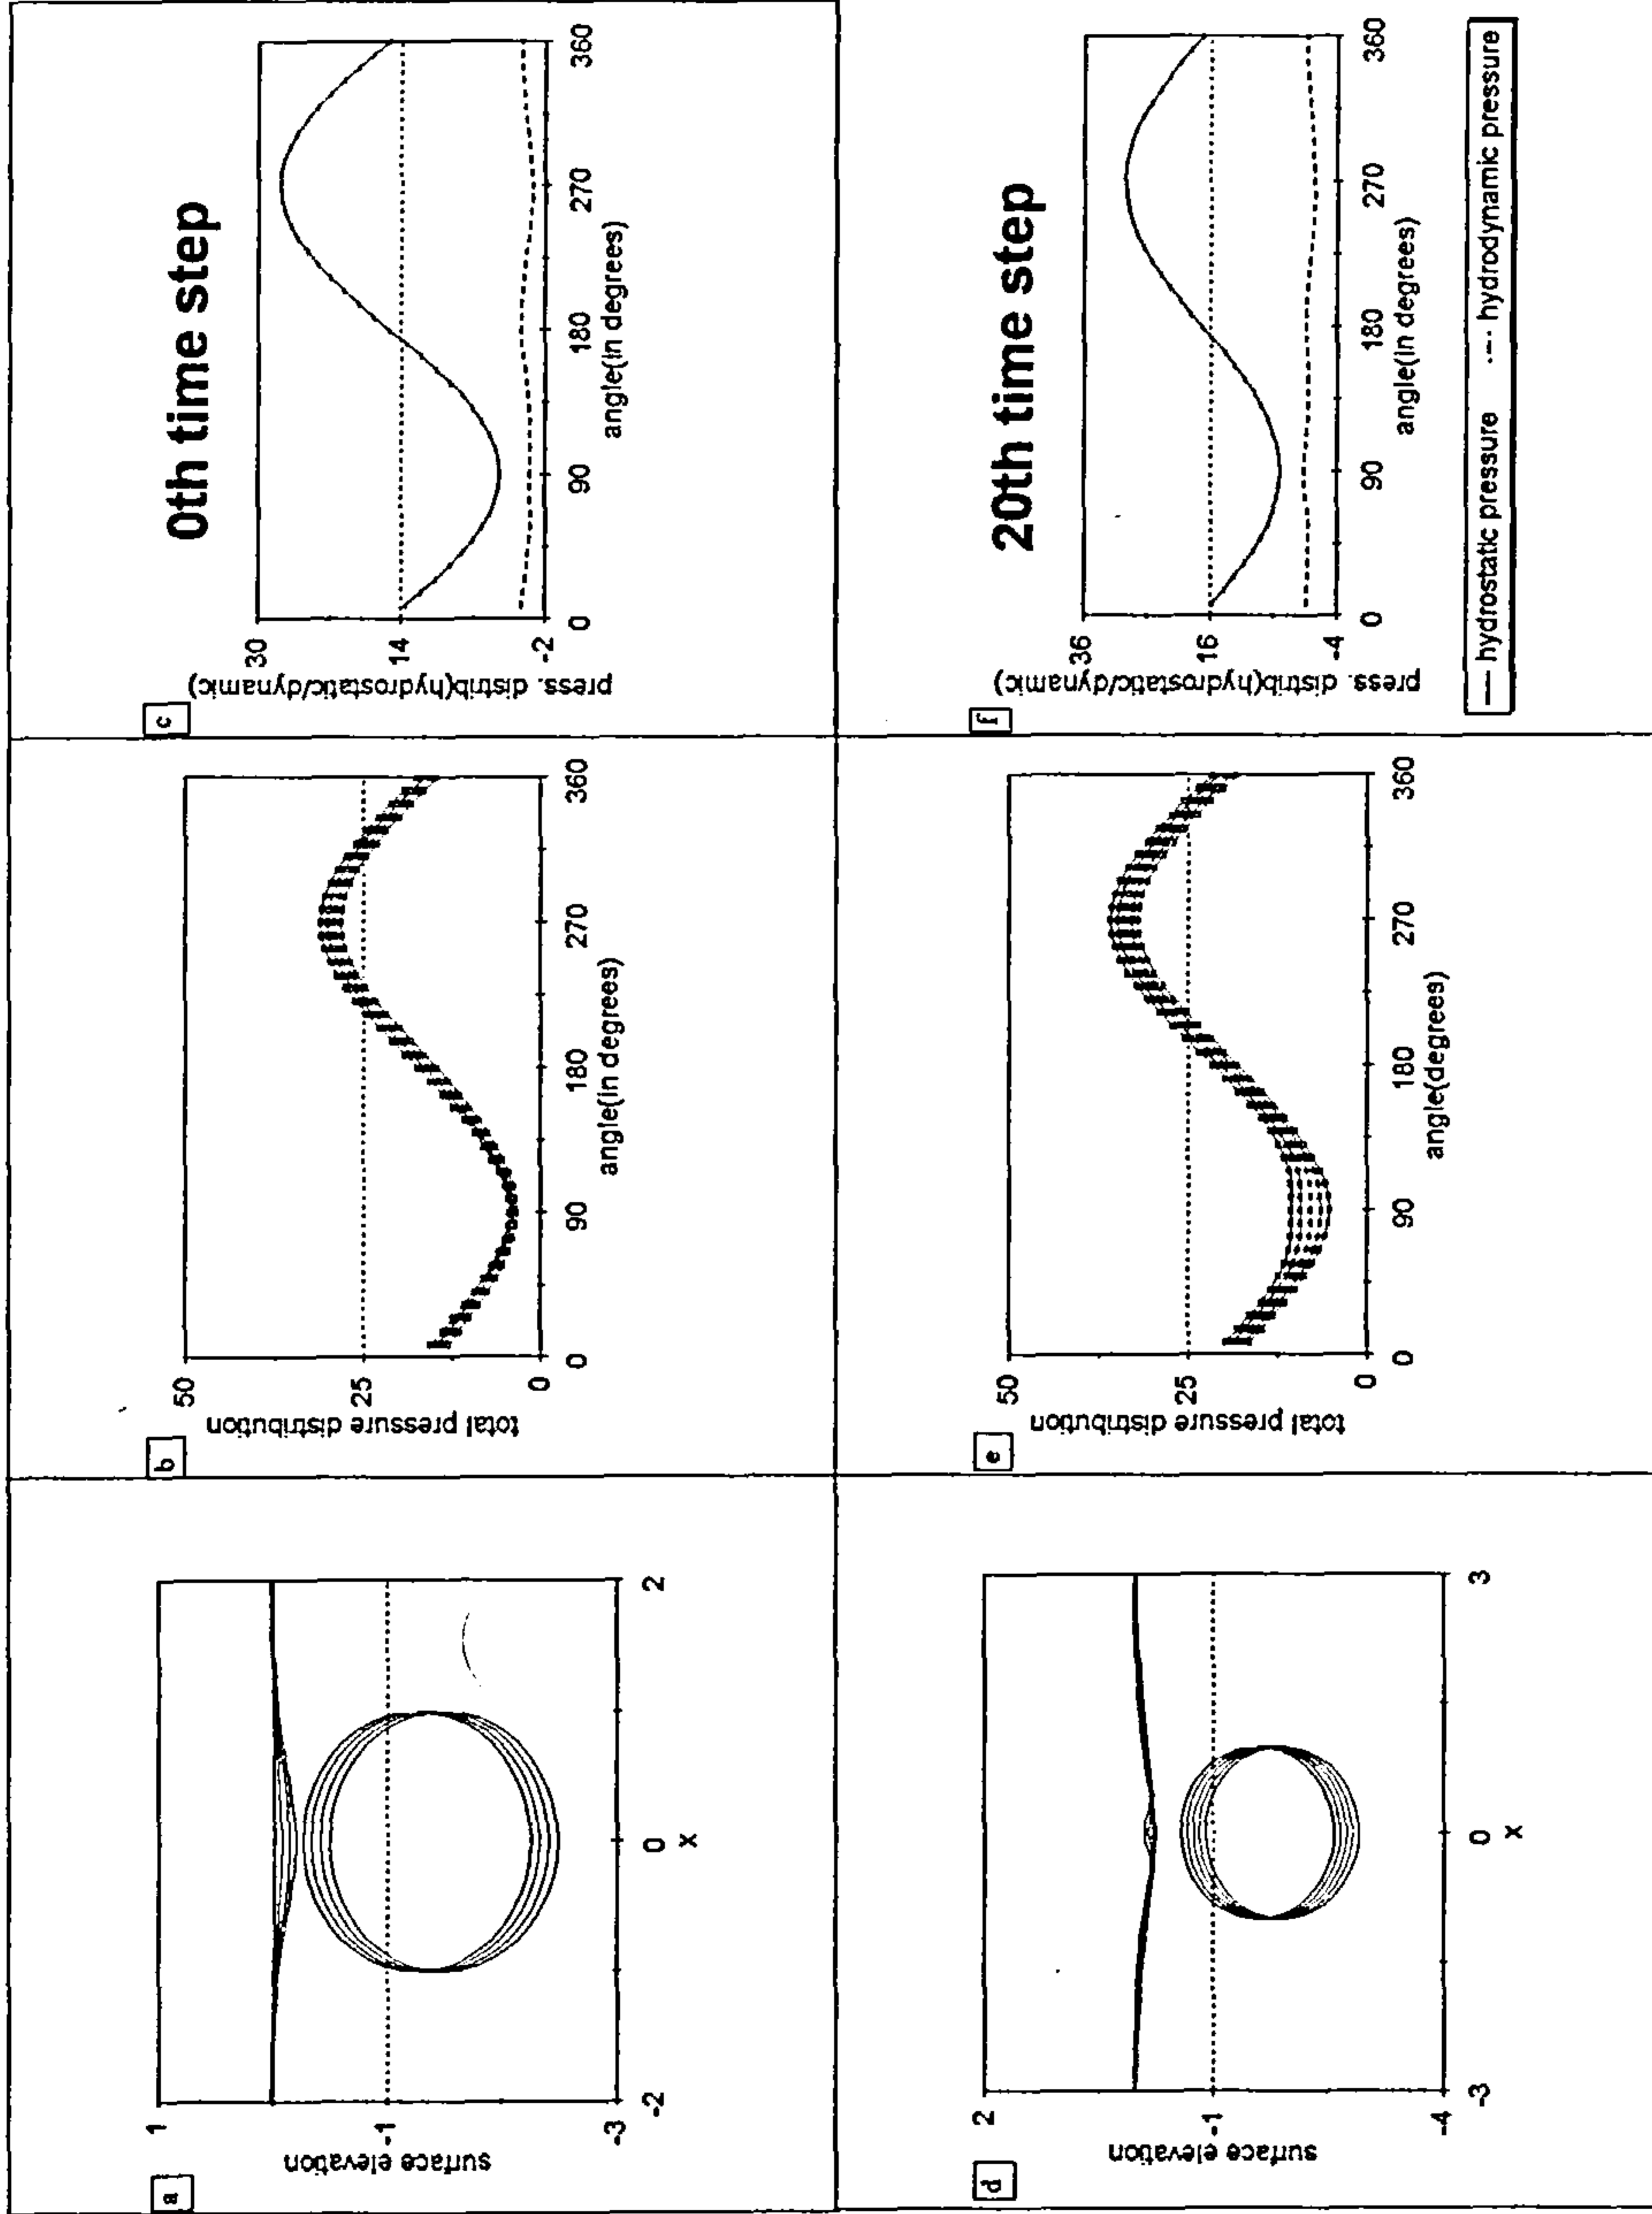 a
surface elevation
1
-1
-3
-2
0
2
x
b
total pressure distribution
50
25
0
0
90
180
270
360
angle(in degrees)
c
0th time step
press. distrib(hydrostatic/dynamic)
30
14
-2
0
90
180
270
360
angle(in degrees)
d
surface elevation
2
-1
-4
-3
0
3
x
e
total pressure distribution
50
25
0
0
90
180
270
360
angle(degrees)
f
20th time step
press. distrib(hydrostatic/dynamic)
36
16
-4
0
90
180
270
360
angle(in degrees)
hydrostatic pressure
hydrodynamic pressure